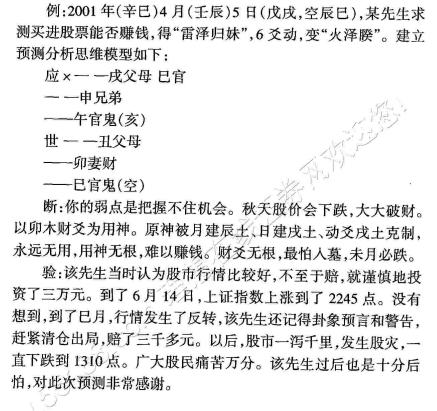 例:2001年(辛巳)4月(壬辰)5日(戊戌,空辰巳),某先生求
测买进股票能否赚钱,得“雷泽归妹”,6爻动,变“火泽睽”。建立
预测分析思维模型如下:
应×— —戌父母 巳官
— —申兄弟
——午官鬼(亥)
世— —丑父母
——卯妻财
——巳官鬼(空)
断:你的弱点是把握不住机会。秋天股价会下跌,大大破财。
以卯木财爻为用神。原神被月建辰土、日建戌土、动爻戌土克制,
永远无用,用神无根,难以赚钱。财爻无根,最怕入墓,未月必跌。
验:该先生当时认为股市行情比较好,不至于赔,就谨慎地投
资了三万元。到了6月14日,上证指数上涨到了2245点。没有
想到,到了巳月,行情发生了反转,该先生还记得卦象预言和警告,
赶紧清仓出局,赔了三千多元。以后,股市一泻千里,发生股灾,一
直下跌到1310点。广大股民痛苦万分。该先生过后也是十分后
怕,对此次预测非常感谢。